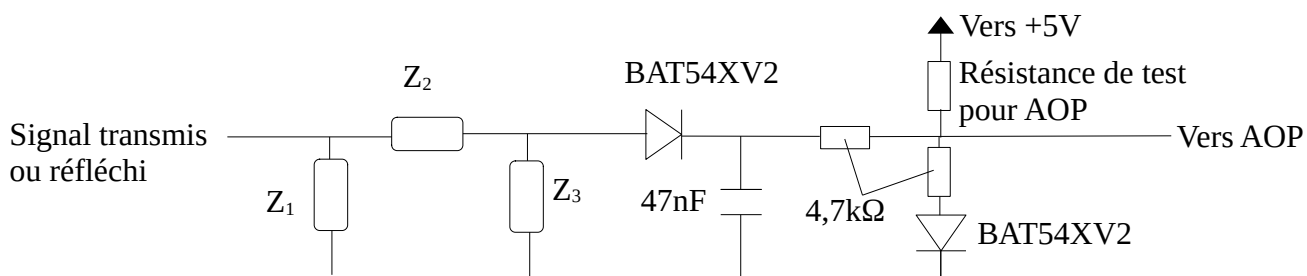 Vers +5V
BAT54XV2
Résistance de test
pour AOP
Z₂
Signal transmis
ou réfléchi
Vers AOP
Z₁
Z₃
47nF
4,7kΩ
BAT54XV2